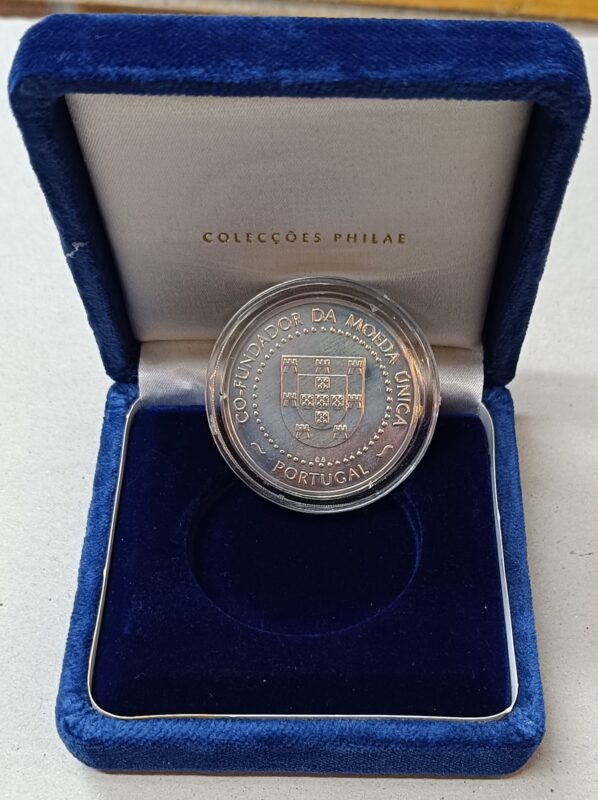 COLECÇÕES PHILAE
CO-FUNDADOR DA MOEDA ÚNICA
~ PORTUGAL ~